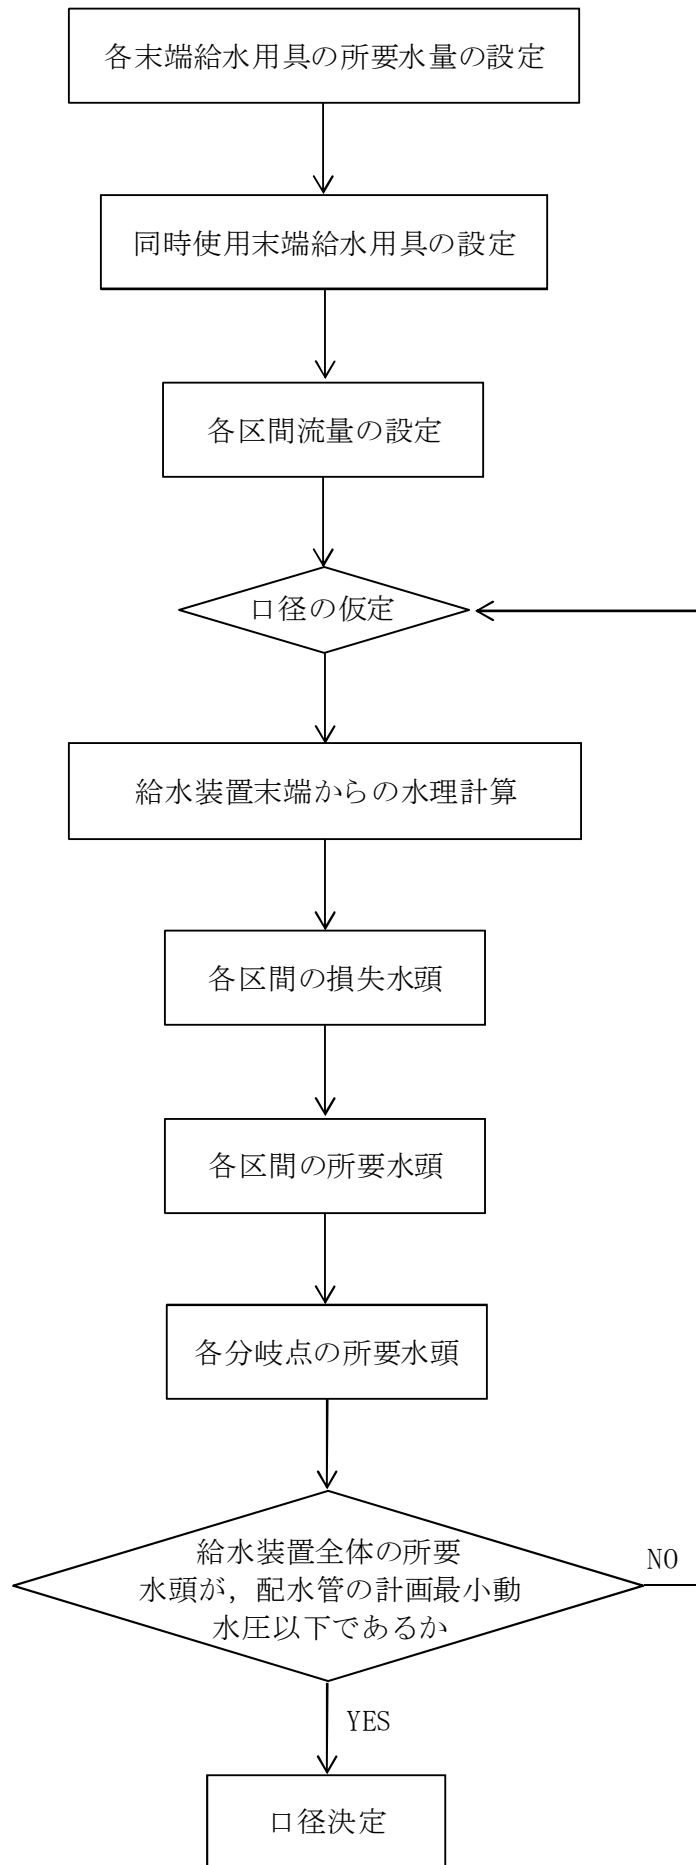 各末端給水用具の所要水量の設定
同時使用末端給水用具の設定
各区間流量の設定
口径の仮定
給水装置末端からの水理計算
各区間の損失水頭
各区間の所要水頭
各分岐点の所要水頭
給水装置全体の所要
水頭が，配水管の計画最小動
水圧以下であるか
NO
YES
口径決定